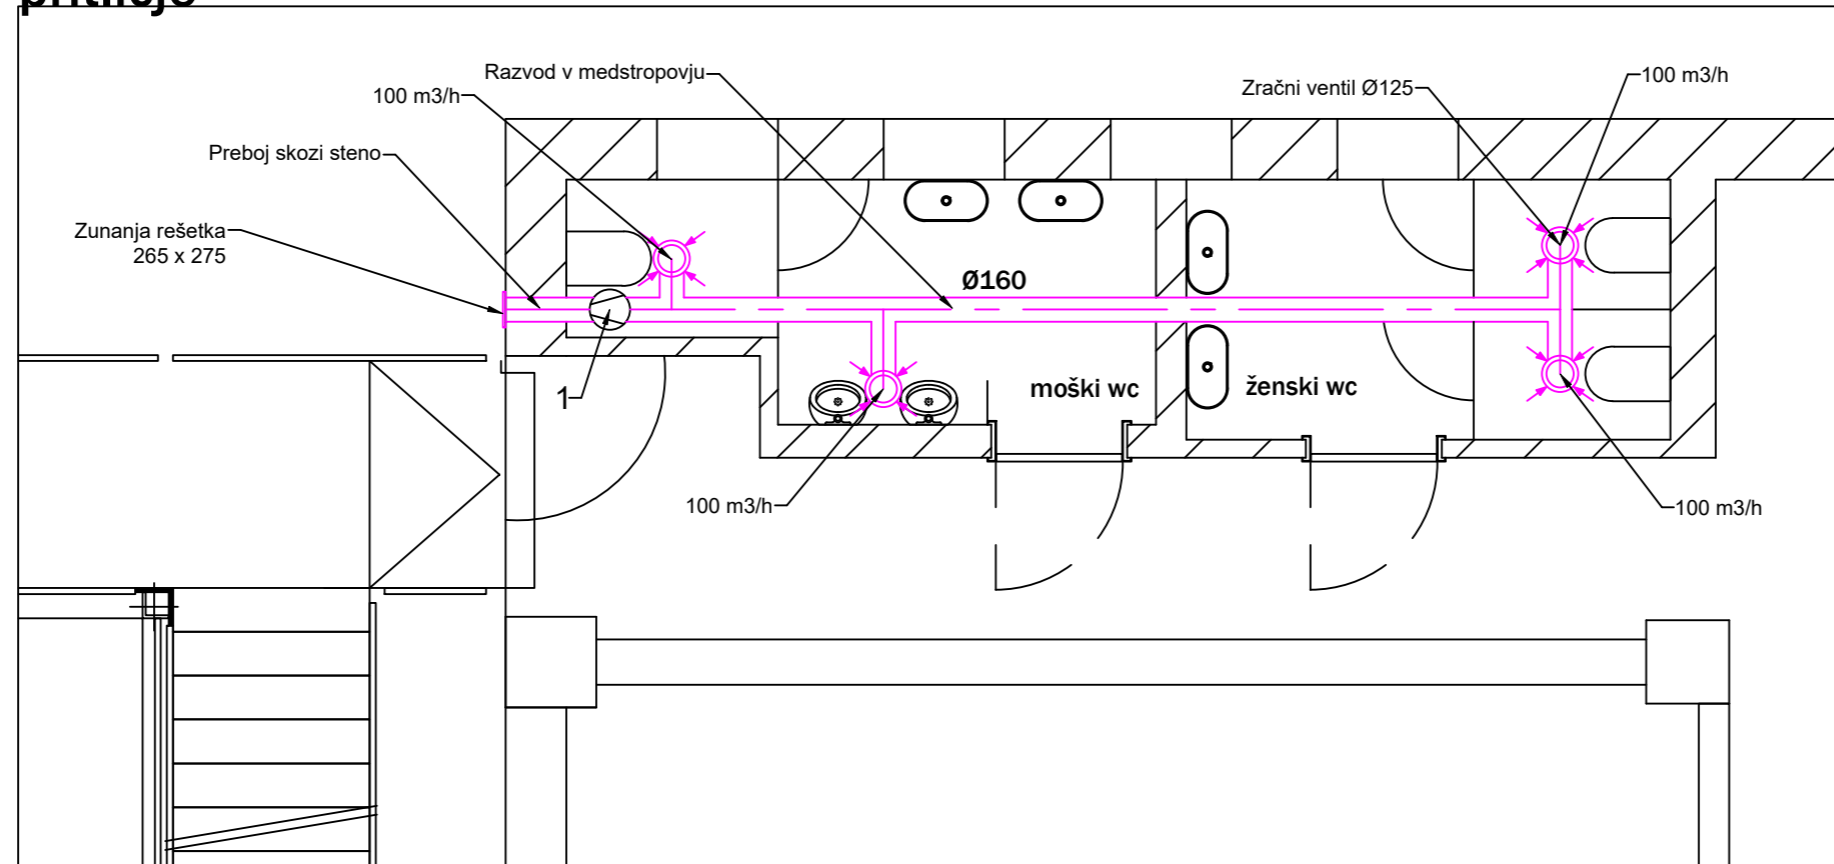 Razvod v medstropovju
100 m3/h
100 m3/h
Zračni ventil Ø125
Preboj skozi steno
Zunanja rešetka
265 x 275
Ø160
moški wc
ženski wc
1
100 m3/h
100 m3/h